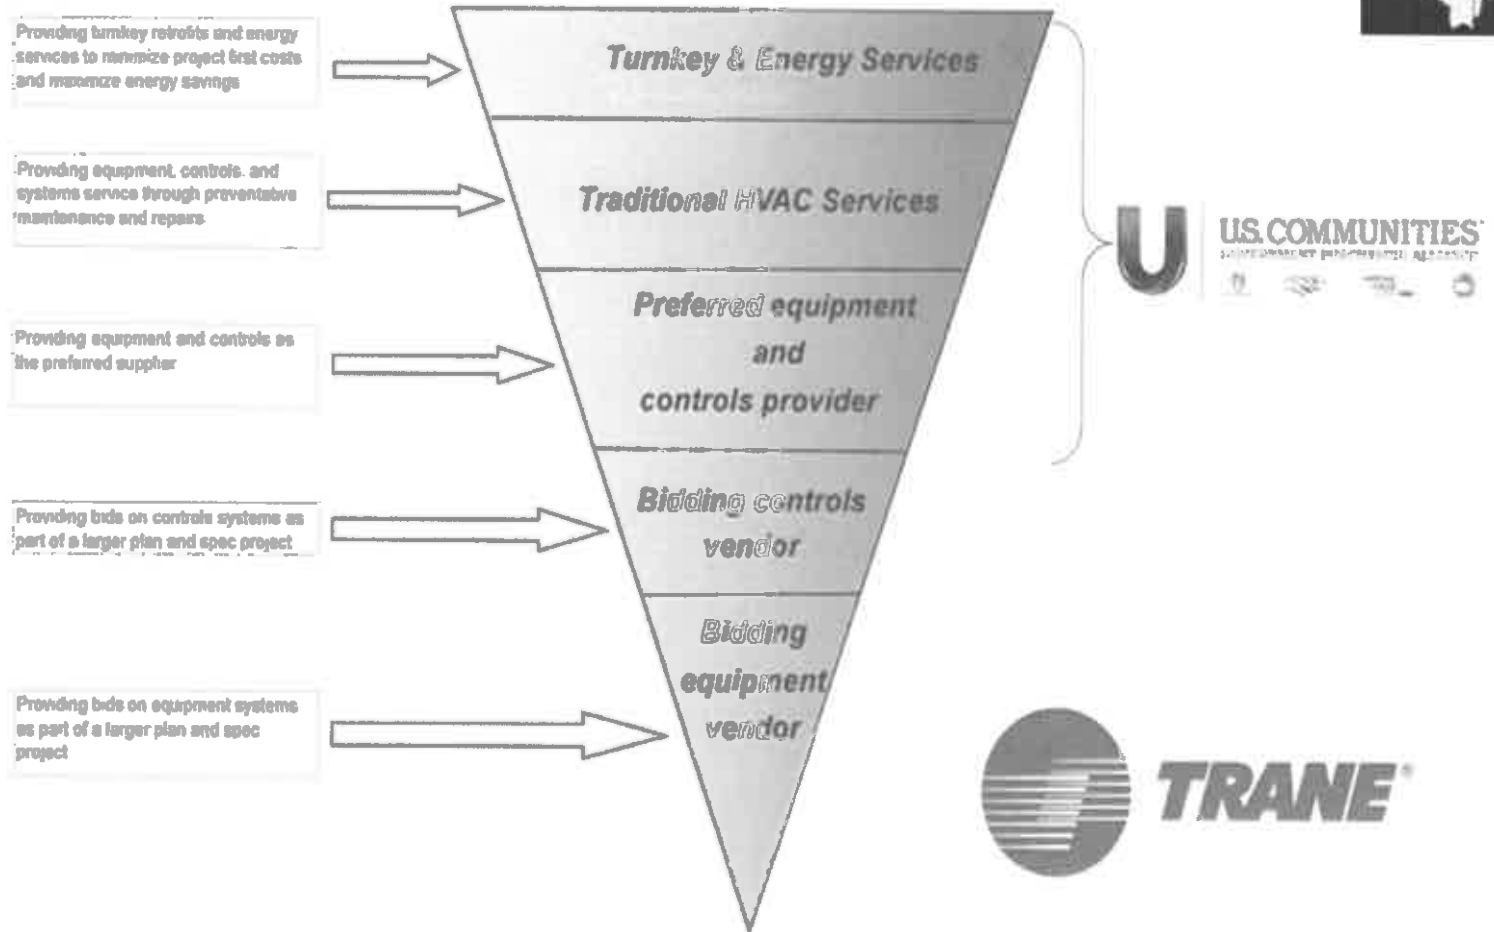 Providing turnkey retrofits and energy
services to minimize project first costs
and maximize energy savings
Turnkey & Energy Services
Providing equipment, controls, and
systems service through preventative
maintenance and repairs
Traditional HVAC Services
U
U.S. COMMUNITIES
GOVERNMENT PURCHASING ALLIANCE
Providing equipment and controls as
the preferred supplier
Preferred equipment
and
controls provider
Providing bids on controls systems as
part of a larger plan and spec project
Bidding controls
vendor
Providing bids on equipment systems
as part of a larger plan and spec
project
Bidding
equipment
vendor
TRANE®